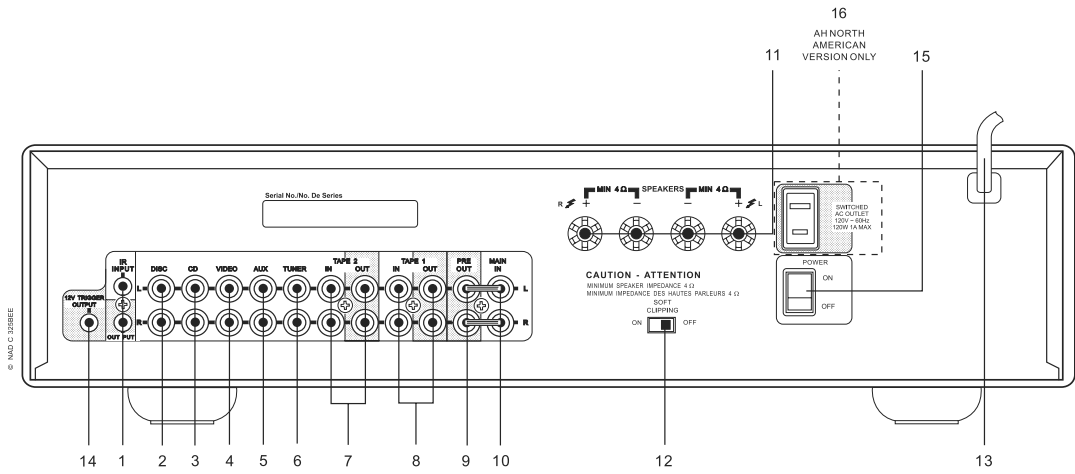 16
AH NORTH
AMERICAN
VERSION ONLY
11
15
Serial No./No. De Series
R + MIN 4 Ω − SPEAKERS − MIN 4 Ω + L
SWITCHED
AC OUTLET
120V ~ 60Hz
120W 1A MAX
POWER
ON
OFF
IR
INPUT
DISC CD VIDEO AUX TUNER
TAPE 2
IN OUT
TAPE 1
IN OUT
PRE
OUT
MAIN
IN
L L
R R
12V TRIGGER
OUTPUT
OUT PUT
CAUTION - ATTENTION
MINIMUM SPEAKER IMPEDANCE 4 Ω
MINIMUM IMPEDANCE DES HAUTES PARLEURS 4 Ω
SOFT
CLIPPING
ON OFF
© NAD C 325BEE
14 1 2 3 4 5 6 7 8 9 10 12 13